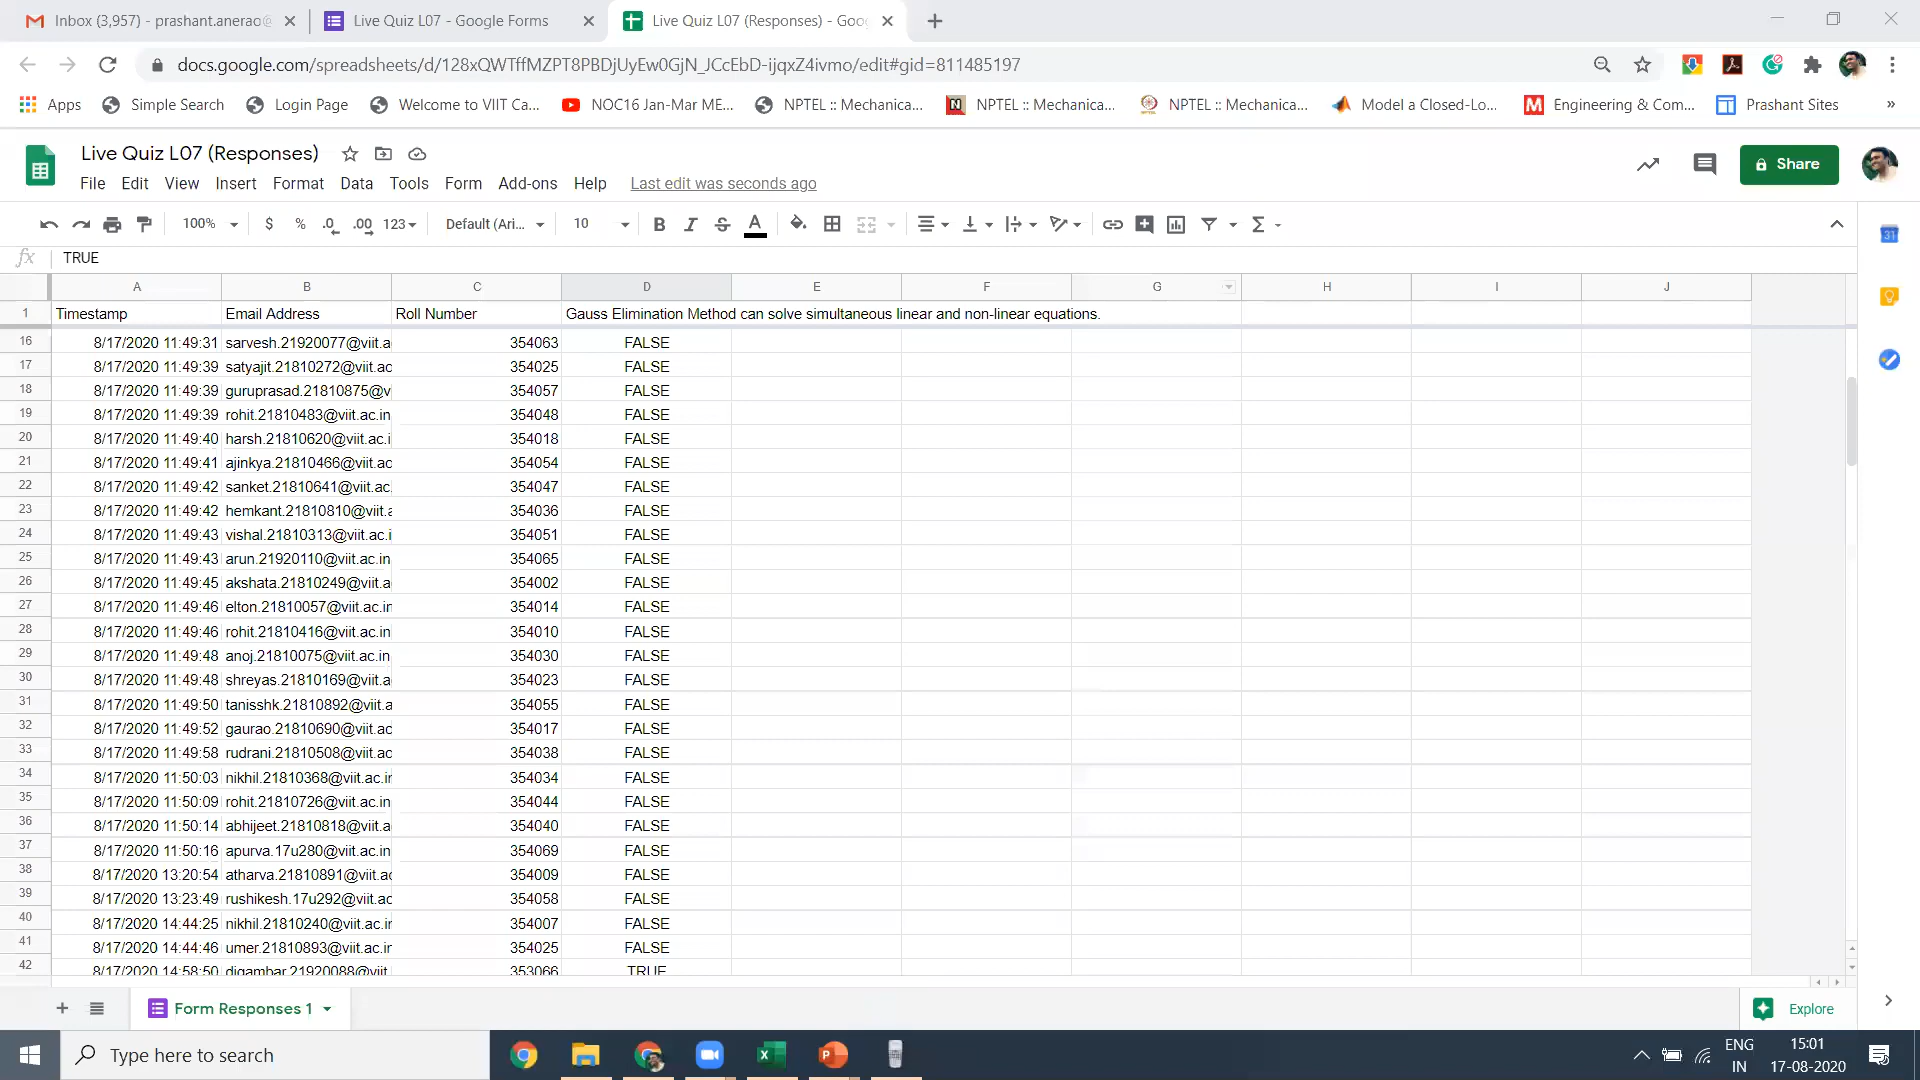 Inbox (3,957) - prashant.anerao@
Live Quiz L07 - Google Forms
Live Quiz L07 (Responses) - Goo
docs.google.com/spreadsheets/d/128xQWTffMZPT8PBDjUyEw0GjN_JCcEbD-ijqxZ4ivmo/edit#gid=811485197
Apps Simple Search Login Page Welcome to VIIT Ca... NOC16 Jan-Mar ME... NPTEL :: Mechanica... NPTEL :: Mechanica... NPTEL :: Mechanica... Model a Closed-Lo... Engineering & Com... Prashant Sites »
Live Quiz L07 (Responses)
File Edit View Insert Format Data Tools Form Add-ons Help Last edit was seconds ago
Share
100% $ % .0 .00 123 Default (Ari... 10 B I S A Σ
fx TRUE
A B C D E F G H I J
1 Timestamp Email Address Roll Number Gauss Elimination Method can solve simultaneous linear and non-linear equations.
16 8/17/2020 11:49:31 sarvesh.21920077@viit.a 354063 FALSE
17 8/17/2020 11:49:39 satyajit.21810272@viit.ac 354025 FALSE
18 8/17/2020 11:49:39 guruprasad.21810875@v 354057 FALSE
19 8/17/2020 11:49:39 rohit.21810483@viit.ac.in 354048 FALSE
20 8/17/2020 11:49:40 harsh.21810620@viit.ac.i 354018 FALSE
21 8/17/2020 11:49:41 ajinkya.21810466@viit.ac 354054 FALSE
22 8/17/2020 11:49:42 sanket.21810641@viit.ac. 354047 FALSE
23 8/17/2020 11:49:42 hemkant.21810810@viit.a 354036 FALSE
24 8/17/2020 11:49:43 vishal.21810313@viit.ac.i 354051 FALSE
25 8/17/2020 11:49:43 arun.21920110@viit.ac.in 354065 FALSE
26 8/17/2020 11:49:45 akshata.21810249@viit.a 354002 FALSE
27 8/17/2020 11:49:46 elton.21810057@viit.ac.in 354014 FALSE
28 8/17/2020 11:49:46 rohit.21810416@viit.ac.in 354010 FALSE
29 8/17/2020 11:49:48 anoj.21810075@viit.ac.in 354030 FALSE
30 8/17/2020 11:49:48 shreyas.21810169@viit.a 354023 FALSE
31 8/17/2020 11:49:50 tanisshk.21810892@viit.a 354055 FALSE
32 8/17/2020 11:49:52 gaurao.21810690@viit.ac 354017 FALSE
33 8/17/2020 11:49:58 rudrani.21810508@viit.ac 354038 FALSE
34 8/17/2020 11:50:03 nikhil.21810368@viit.ac.in 354034 FALSE
35 8/17/2020 11:50:09 rohit.21810726@viit.ac.in 354044 FALSE
36 8/17/2020 11:50:14 abhijeet.21810818@viit.a 354040 FALSE
37 8/17/2020 11:50:16 apurva.17u280@viit.ac.in 354069 FALSE
38 8/17/2020 13:20:54 atharva.21810891@viit.ac 354009 FALSE
39 8/17/2020 13:23:49 rushikesh.17u292@viit.ac 354058 FALSE
40 8/17/2020 14:44:25 nikhil.21810240@viit.ac.in 354007 FALSE
41 8/17/2020 14:44:46 umer.21810893@viit.ac.ir 354025 FALSE
42 8/17/2020 14:58:50 digambar.21920088@viit 353066 TRUE
Form Responses 1
Explore
Type here to search
ENG
IN
15:01
17-08-2020